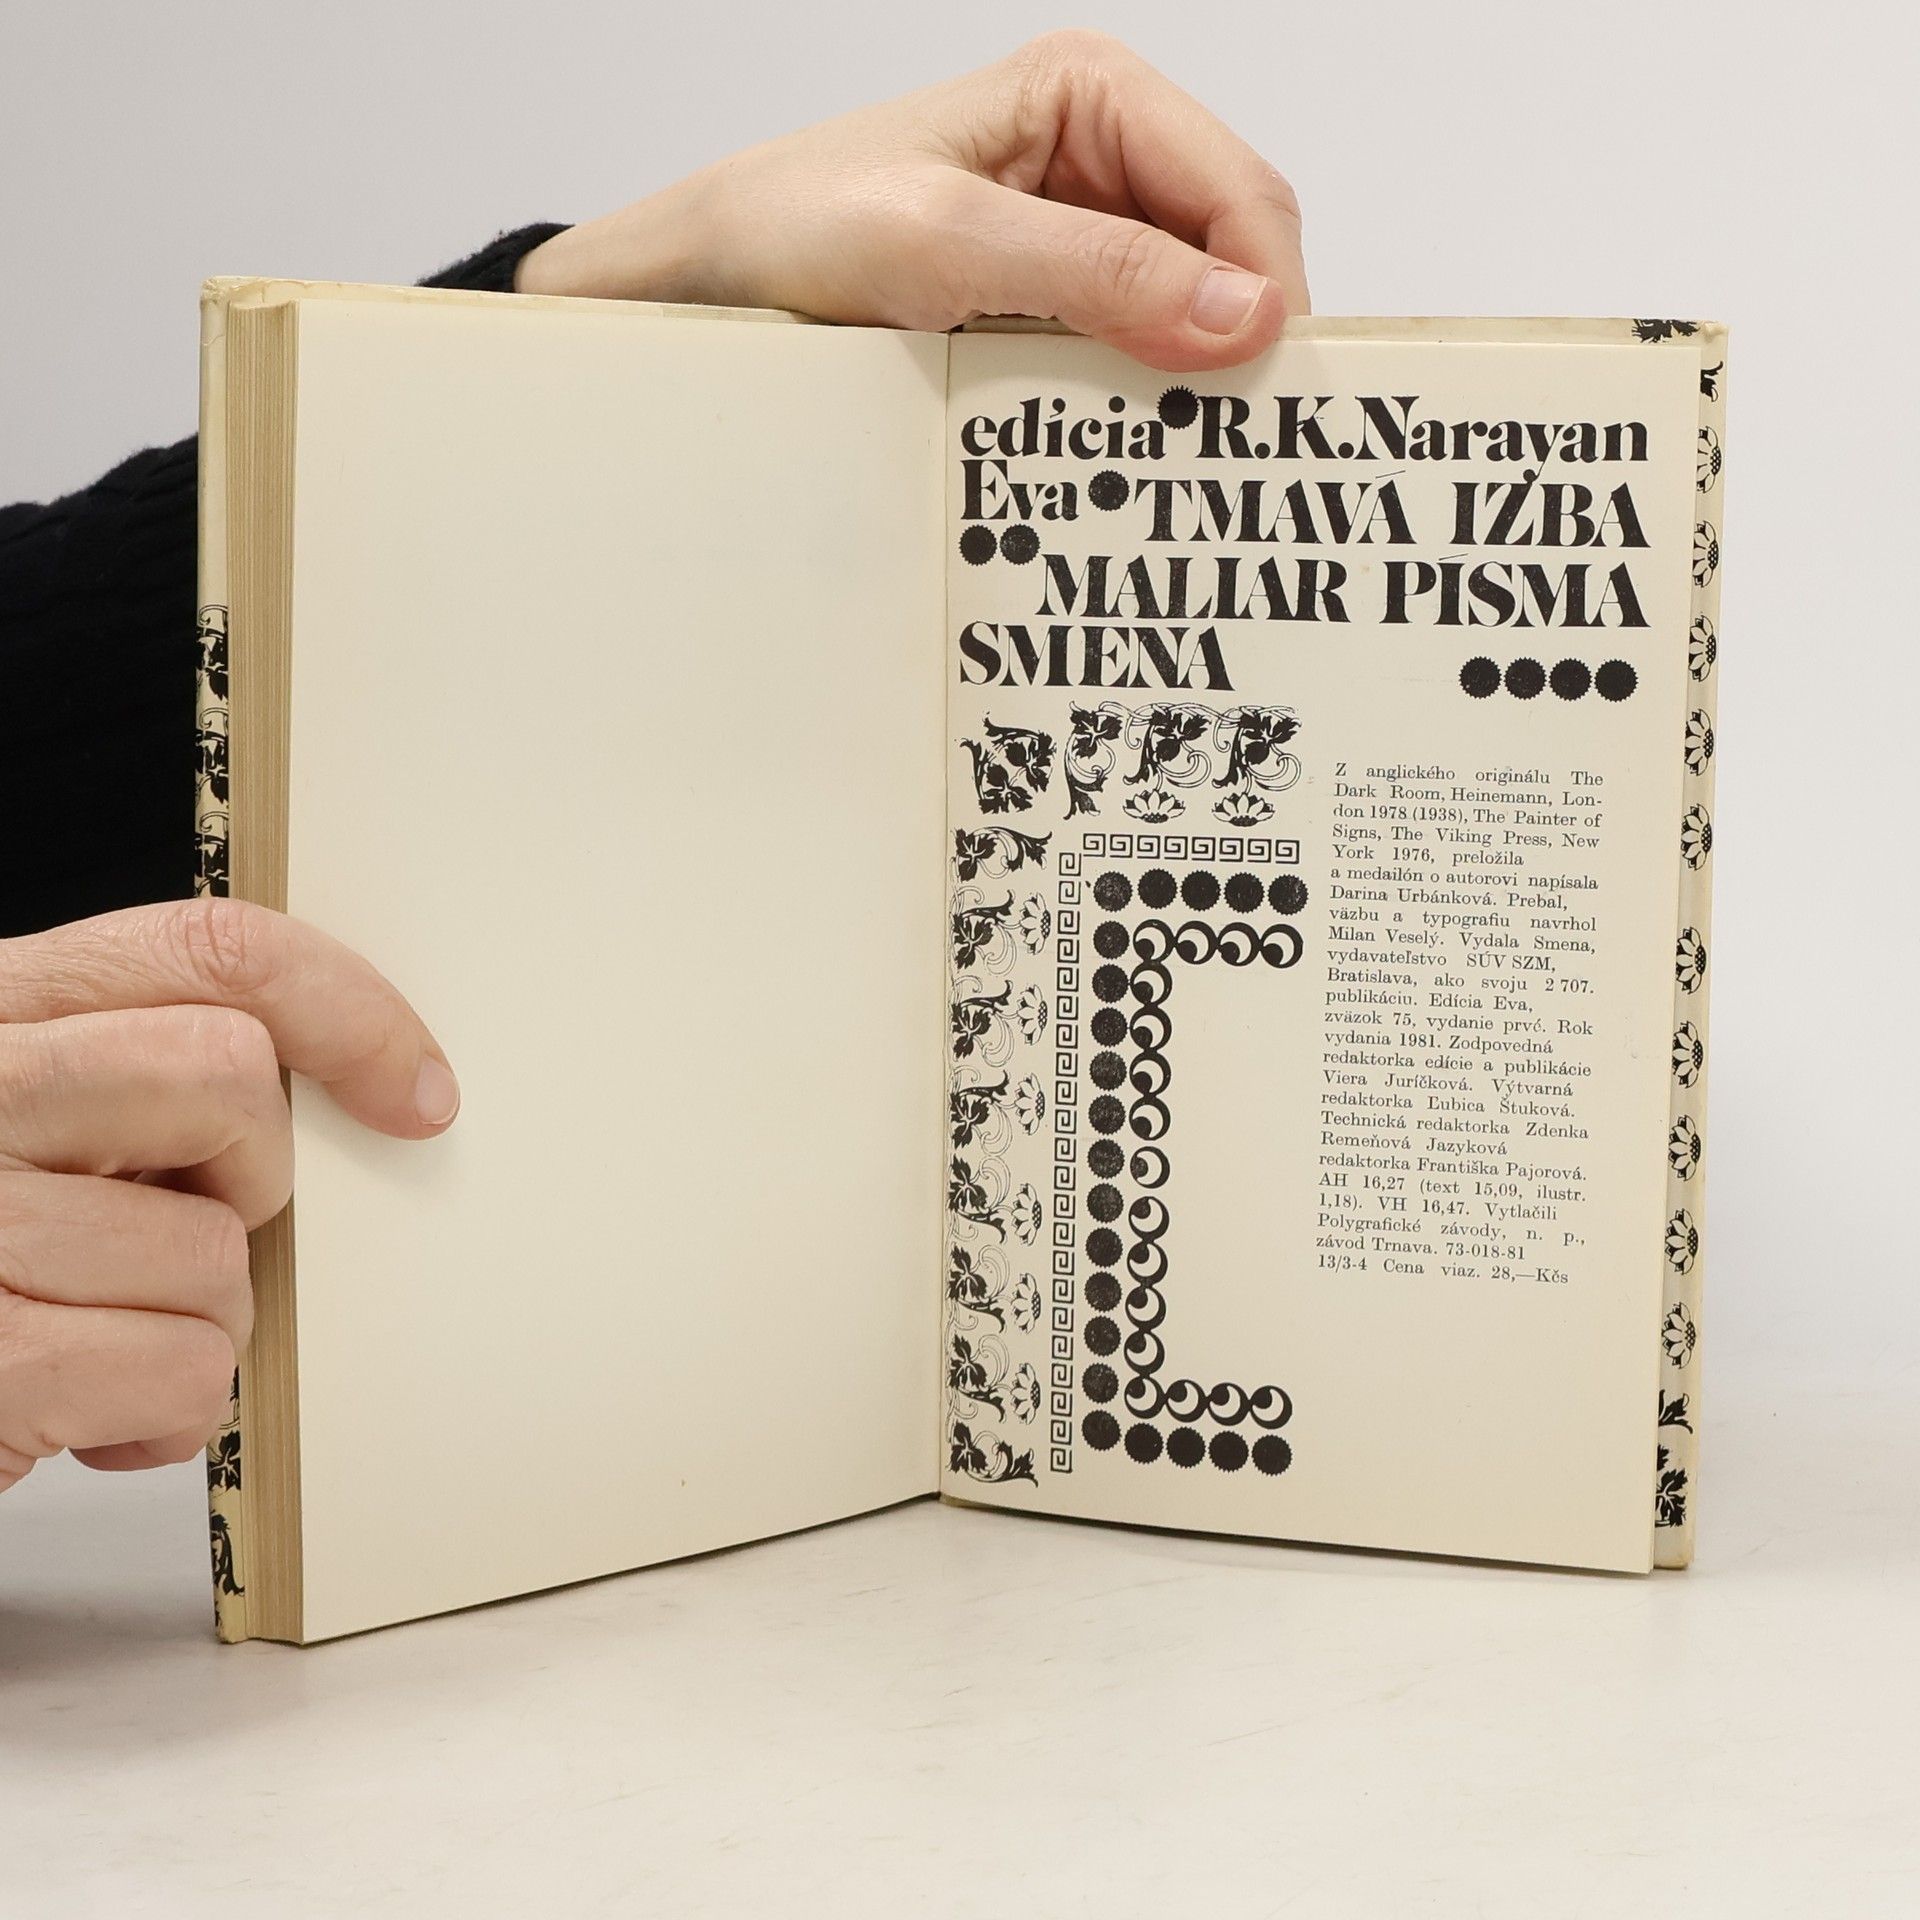 edícia R.K.Narayan
Eva TMAVÁ IZBA
MALIAR PÍSMA
SMENA
Z anglického originálu The
Dark Room, Heinemann, Lon-
don 1978 (1938), The Painter of
Signs, The Viking Press, New
York 1976, preložila
a medailón o autorovi napísala
Darina Urbánková. Prebal,
väzbu a typografiu navrhol
Milan Veselý. Vydala Smena,
vydavateľstvo SÚV SZM,
Bratislava, ako svoju 2 707.
publikáciu. Edícia Eva,
zväzok 75, vydanie prvé. Rok
vydania 1981. Zodpovedná
redaktorka edície a publikácie
Viera Juríčková. Výtvarná
redaktorka Ľubica Štuková.
Technická redaktorka Zdenka
Remeňová Jazyková
redaktorka Františka Pajorová.
AH 16,27 (text 15,09, ilustr.
1,18). VH 16,47. Vytlačili
Polygrafické závody, n. p.,
závod Trnava. 73-018-81
13/3-4 Cena viaz. 28,—Kčs